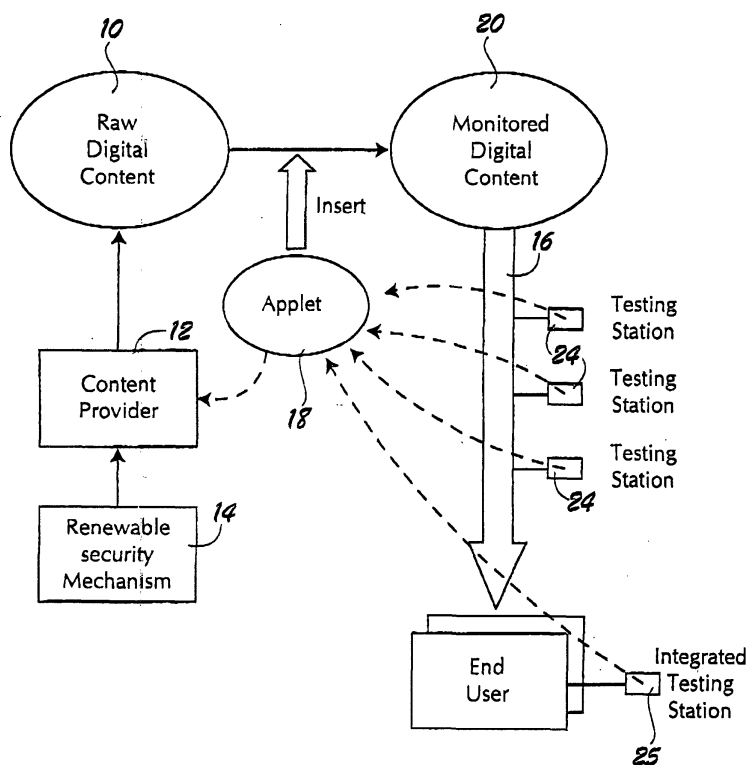 10
Raw
Digital
Content
20
Monitored
Digital
Content
Insert
16
Applet
18
12
Content
Provider
14
Renewable
security
Mechanism
Testing
Station
24
Testing
Station
Testing
Station
24
End
User
Integrated
Testing
Station
25